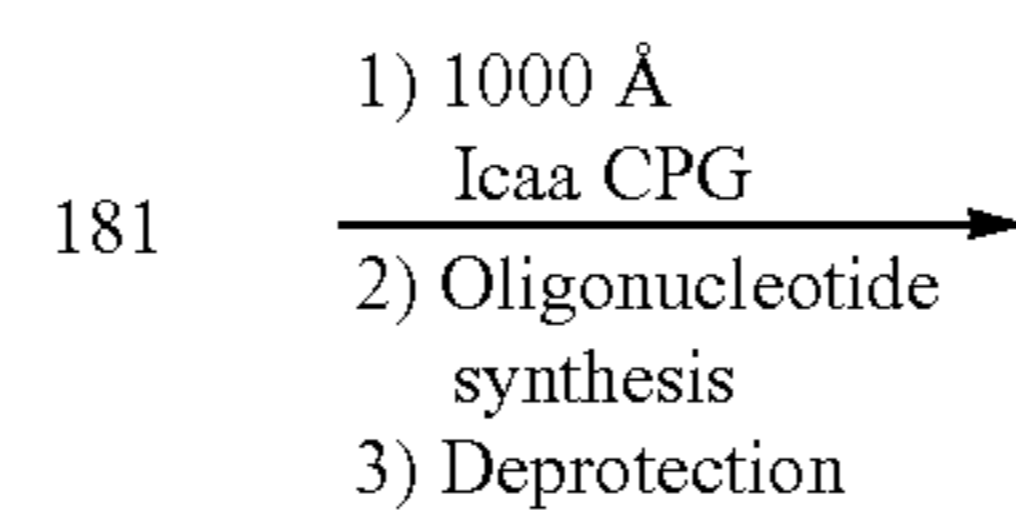 181
1) 1000 Å
Icaa CPG
2) Oligonucleotide
synthesis
3) Deprotection